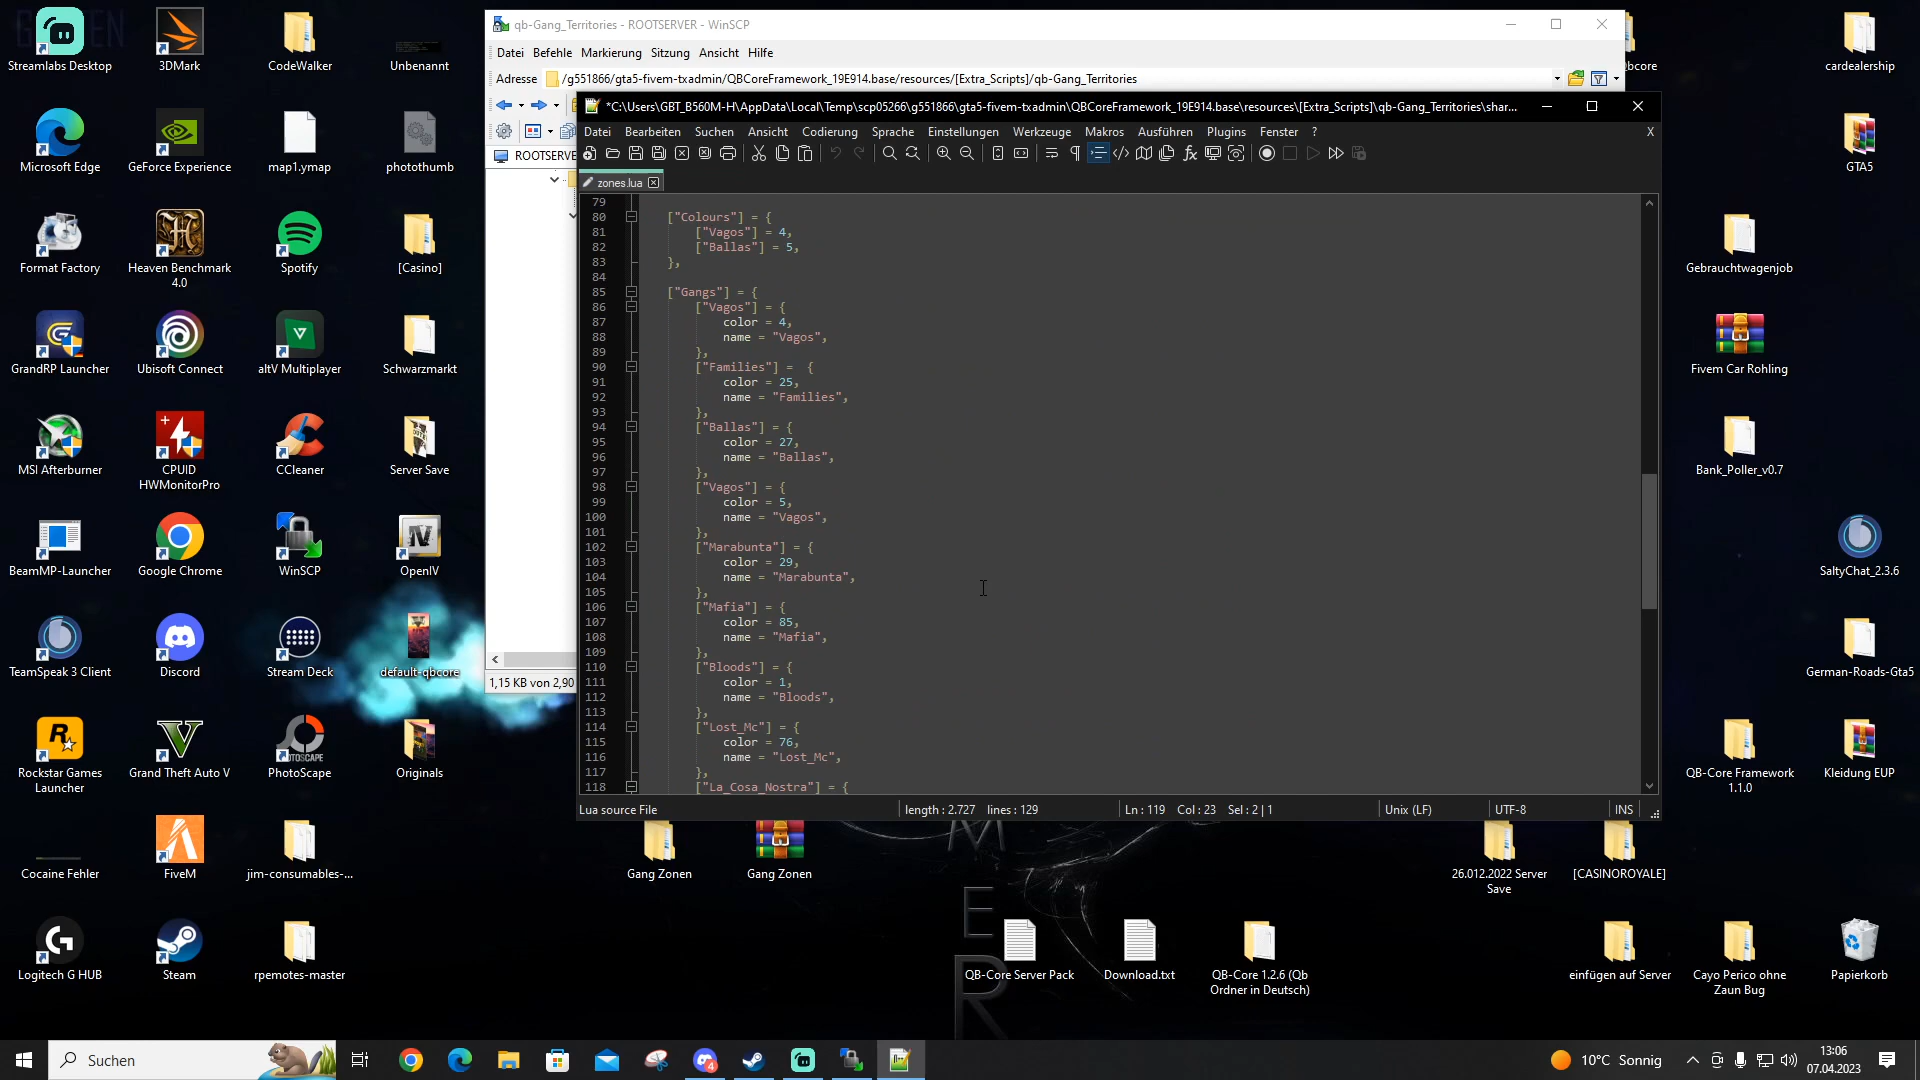 Streamlabs Desktop
3DMark
CodeWalker
Unbenannt
qb-Gang_Territories - ROOTSERVER - WinSCP
Datei Befehle Markierung Sitzung Ansicht Hilfe
Adresse /g551866/gta5-fivem-txadmin/QBCoreFramework_19E914.base/resources/[Extra_Scripts]/qb-Gang_Territories
bcore
cardealership
*C:\Users\GBT_B560M-H\AppData\Local\Temp\scp05266\g551866\gta5-fivem-txadmin\QBCoreFramework_19E914.base\resources\[Extra_Scripts]\qb-Gang_Territories\shar...
Datei Bearbeiten Suchen Ansicht Codierung Sprache Einstellungen Werkzeuge Makros Ausführen Plugins Fenster ? X
ROOTSERVE
zones.lua
79
80 ["Colours"] = {
81 ["Vagos"] = 4,
82 ["Ballas"] = 5,
83 },
84
85 ["Gangs"] = {
86 ["Vagos"] = {
87 color = 4,
88 name = "Vagos",
89 },
90 ["Families"] =  {
91 color = 25,
92 name = "Families",
93 },
94 ["Ballas"] = {
95 color = 27,
96 name = "Ballas",
97 },
98 ["Vagos"] = {
99 color = 5,
100 name = "Vagos",
101 },
102 ["Marabunta"] = {
103 color = 29,
104 name = "Marabunta",
105 },
106 ["Mafia"] = {
107 color = 85,
108 name = "Mafia",
109 },
110 ["Bloods"] = {
111 color = 1,
112 name = "Bloods",
113 },
114 ["Lost_Mc"] = {
115 color = 76,
116 name = "Lost_Mc",
117 },
118 ["La_Cosa_Nostra"] = {
Lua source File length : 2.727 lines : 129 Ln : 119 Col : 23 Sel : 2 | 1 Unix (LF) UTF-8 INS
1,15 KB von 2,90
Microsoft Edge
GeForce Experience
map1.ymap
photothumb
GTA5
Format Factory
Heaven Benchmark
4.0
Spotify
[Casino]
Gebrauchtwagenjob
GrandRP Launcher
Ubisoft Connect
altV Multiplayer
Schwarzmarkt
Fivem Car Rohling
MSI Afterburner
CPUID
HWMonitorPro
CCleaner
Server Save
Bank_Poller_v0.7
BeamMP-Launcher
Google Chrome
WinSCP
OpenIV
SaltyChat_2.3.6
TeamSpeak 3 Client
Discord
Stream Deck
default-qbcore
German-Roads-Gta5
Rockstar Games
Launcher
Grand Theft Auto V
PhotoScape
Originals
QB-Core Framework
1.1.0
Kleidung EUP
Cocaine Fehler
FiveM
jim-consumables-...
Gang Zonen
Gang Zonen
26.012.2022 Server
Save
[CASINOROYALE]
M
E
R
Logitech G HUB
Steam
rpemotes-master
QB-Core Server Pack
Download.txt
QB-Core 1.2.6 (Qb
Ordner in Deutsch)
einfügen auf Server
Cayo Perico ohne
Zaun Bug
Papierkorb
Suchen
10°C Sonnig
13:06
07.04.2023